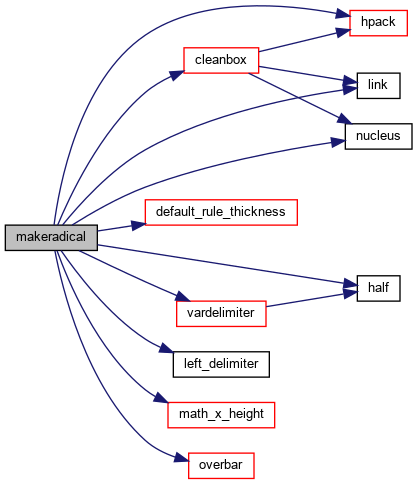 hpack
cleanbox
link
nucleus
default_rule_thickness
makeradical
half
vardelimiter
left_delimiter
math_x_height
overbar